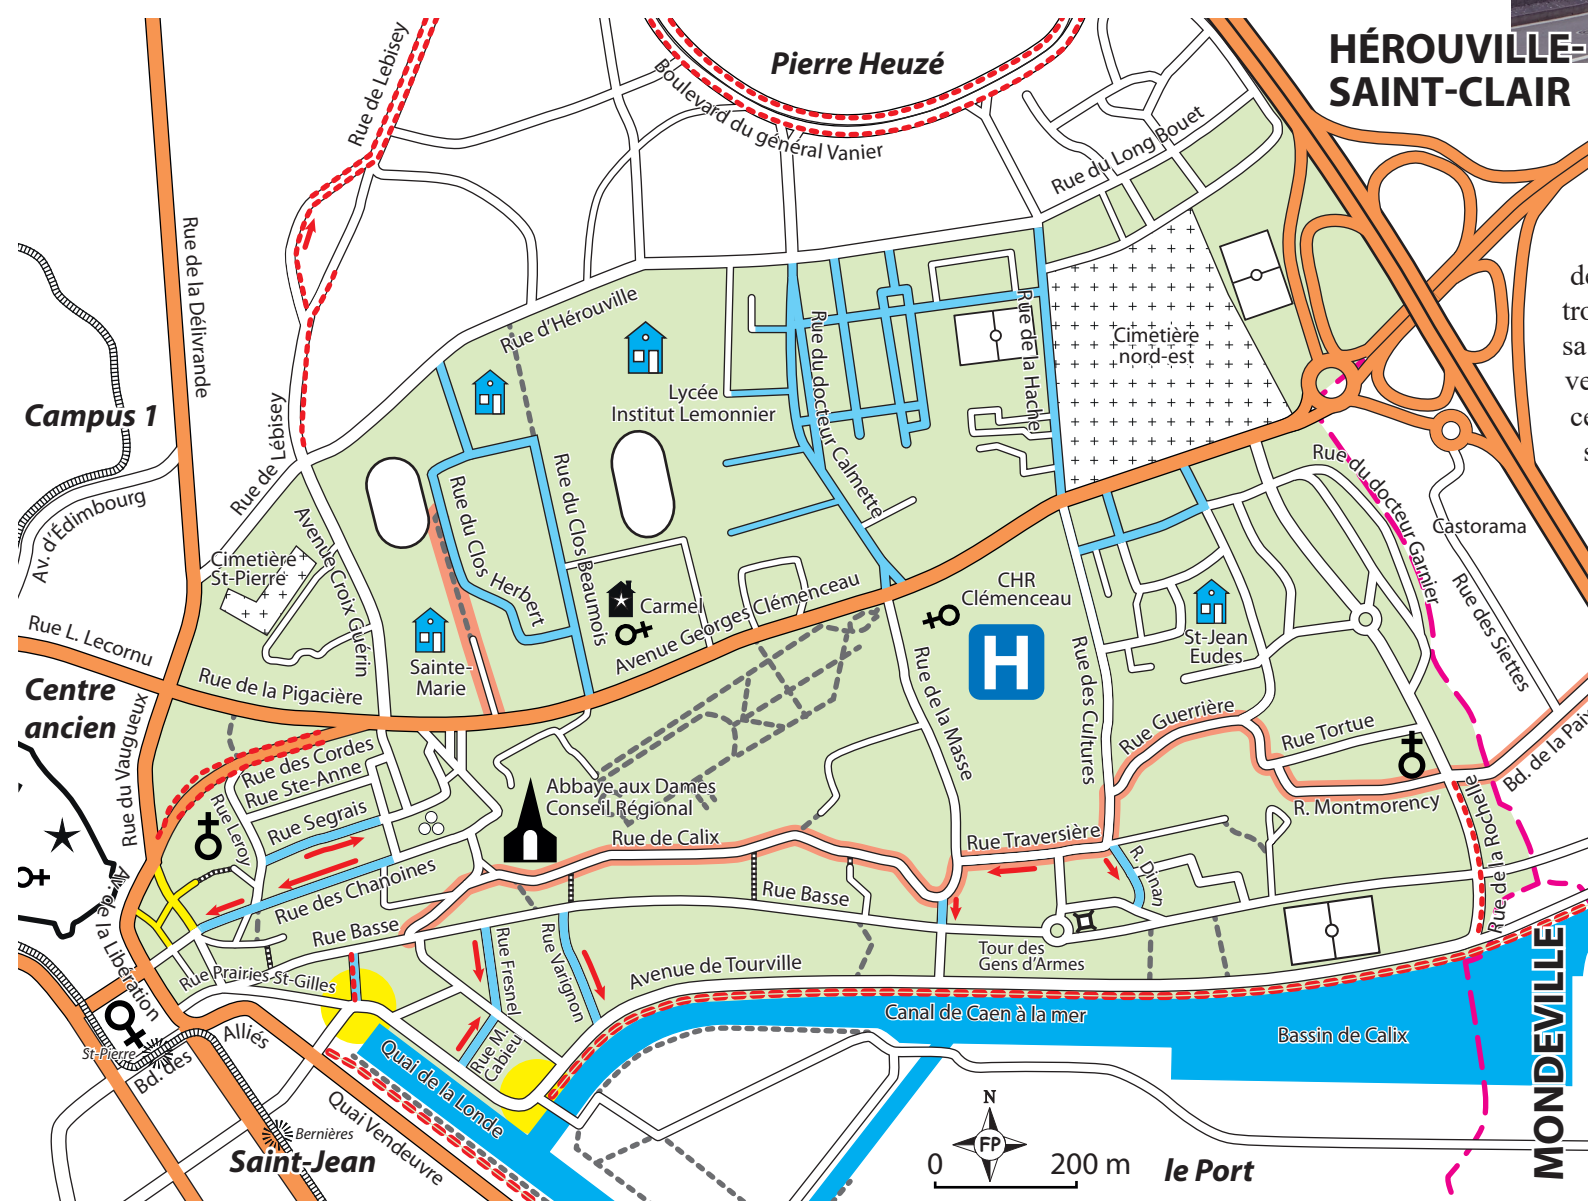 HÉROUVILLE-
SAINT-CLAIR
Pierre Heuzé
Rue de Lebisey
Boulevard du général Vanier
Rue du Long Bouet
Rue de la Délivrande
Rue d'Hérouville
Campus 1
Av. d'Édimbourg
Rue de Lébisey
Lycée
Institut Lemonnier
Rue du docteur Calmette
Rue de la Hache
Cimetière
nord-est
Rue du docteur Garnier
Castorama
Rue des Siettes
Avenue Croix Guérin
Cimetière
St-Pierre
Rue du Clos Herbert
Rue du Clos Beaumois
Carmel
Avenue Georges Clémenceau
CHR
Clémenceau
H
St-Jean
Eudes
Rue L. Lecornu
Centre
ancien
Rue de la Pigacière
Sainte-
Marie
Rue du Vaugueux
Rue de la Masse
Rue des Cultures
Rue Guerrière
Rue Tortue
R. Montmorency
Bd. de la Paix
Rue de la Rochelle
Rue des Cordes
Rue Ste-Anne
Rue Segrais
Rue Leroy
Abbaye aux Dames
Conseil Régional
Rue de Calix
Rue Traversière
R. Dinan
Rue des Chanoines
Rue Basse
Rue Basse
Av. de la Libération
Rue Prairies-St-Gilles
Rue Fresnel
Rue Varignon
Rue M.
Cabieu
Avenue de Tourville
Tour des
Gens d'Armes
Canal de Caen à la mer
Bassin de Calix
MONDEVILLE
St-Pierre
Bd. des Alliés
Quai de la Londe
Quai Vendeuvre
Bernières
Saint-Jean
N
FP
0 200 m
le Port